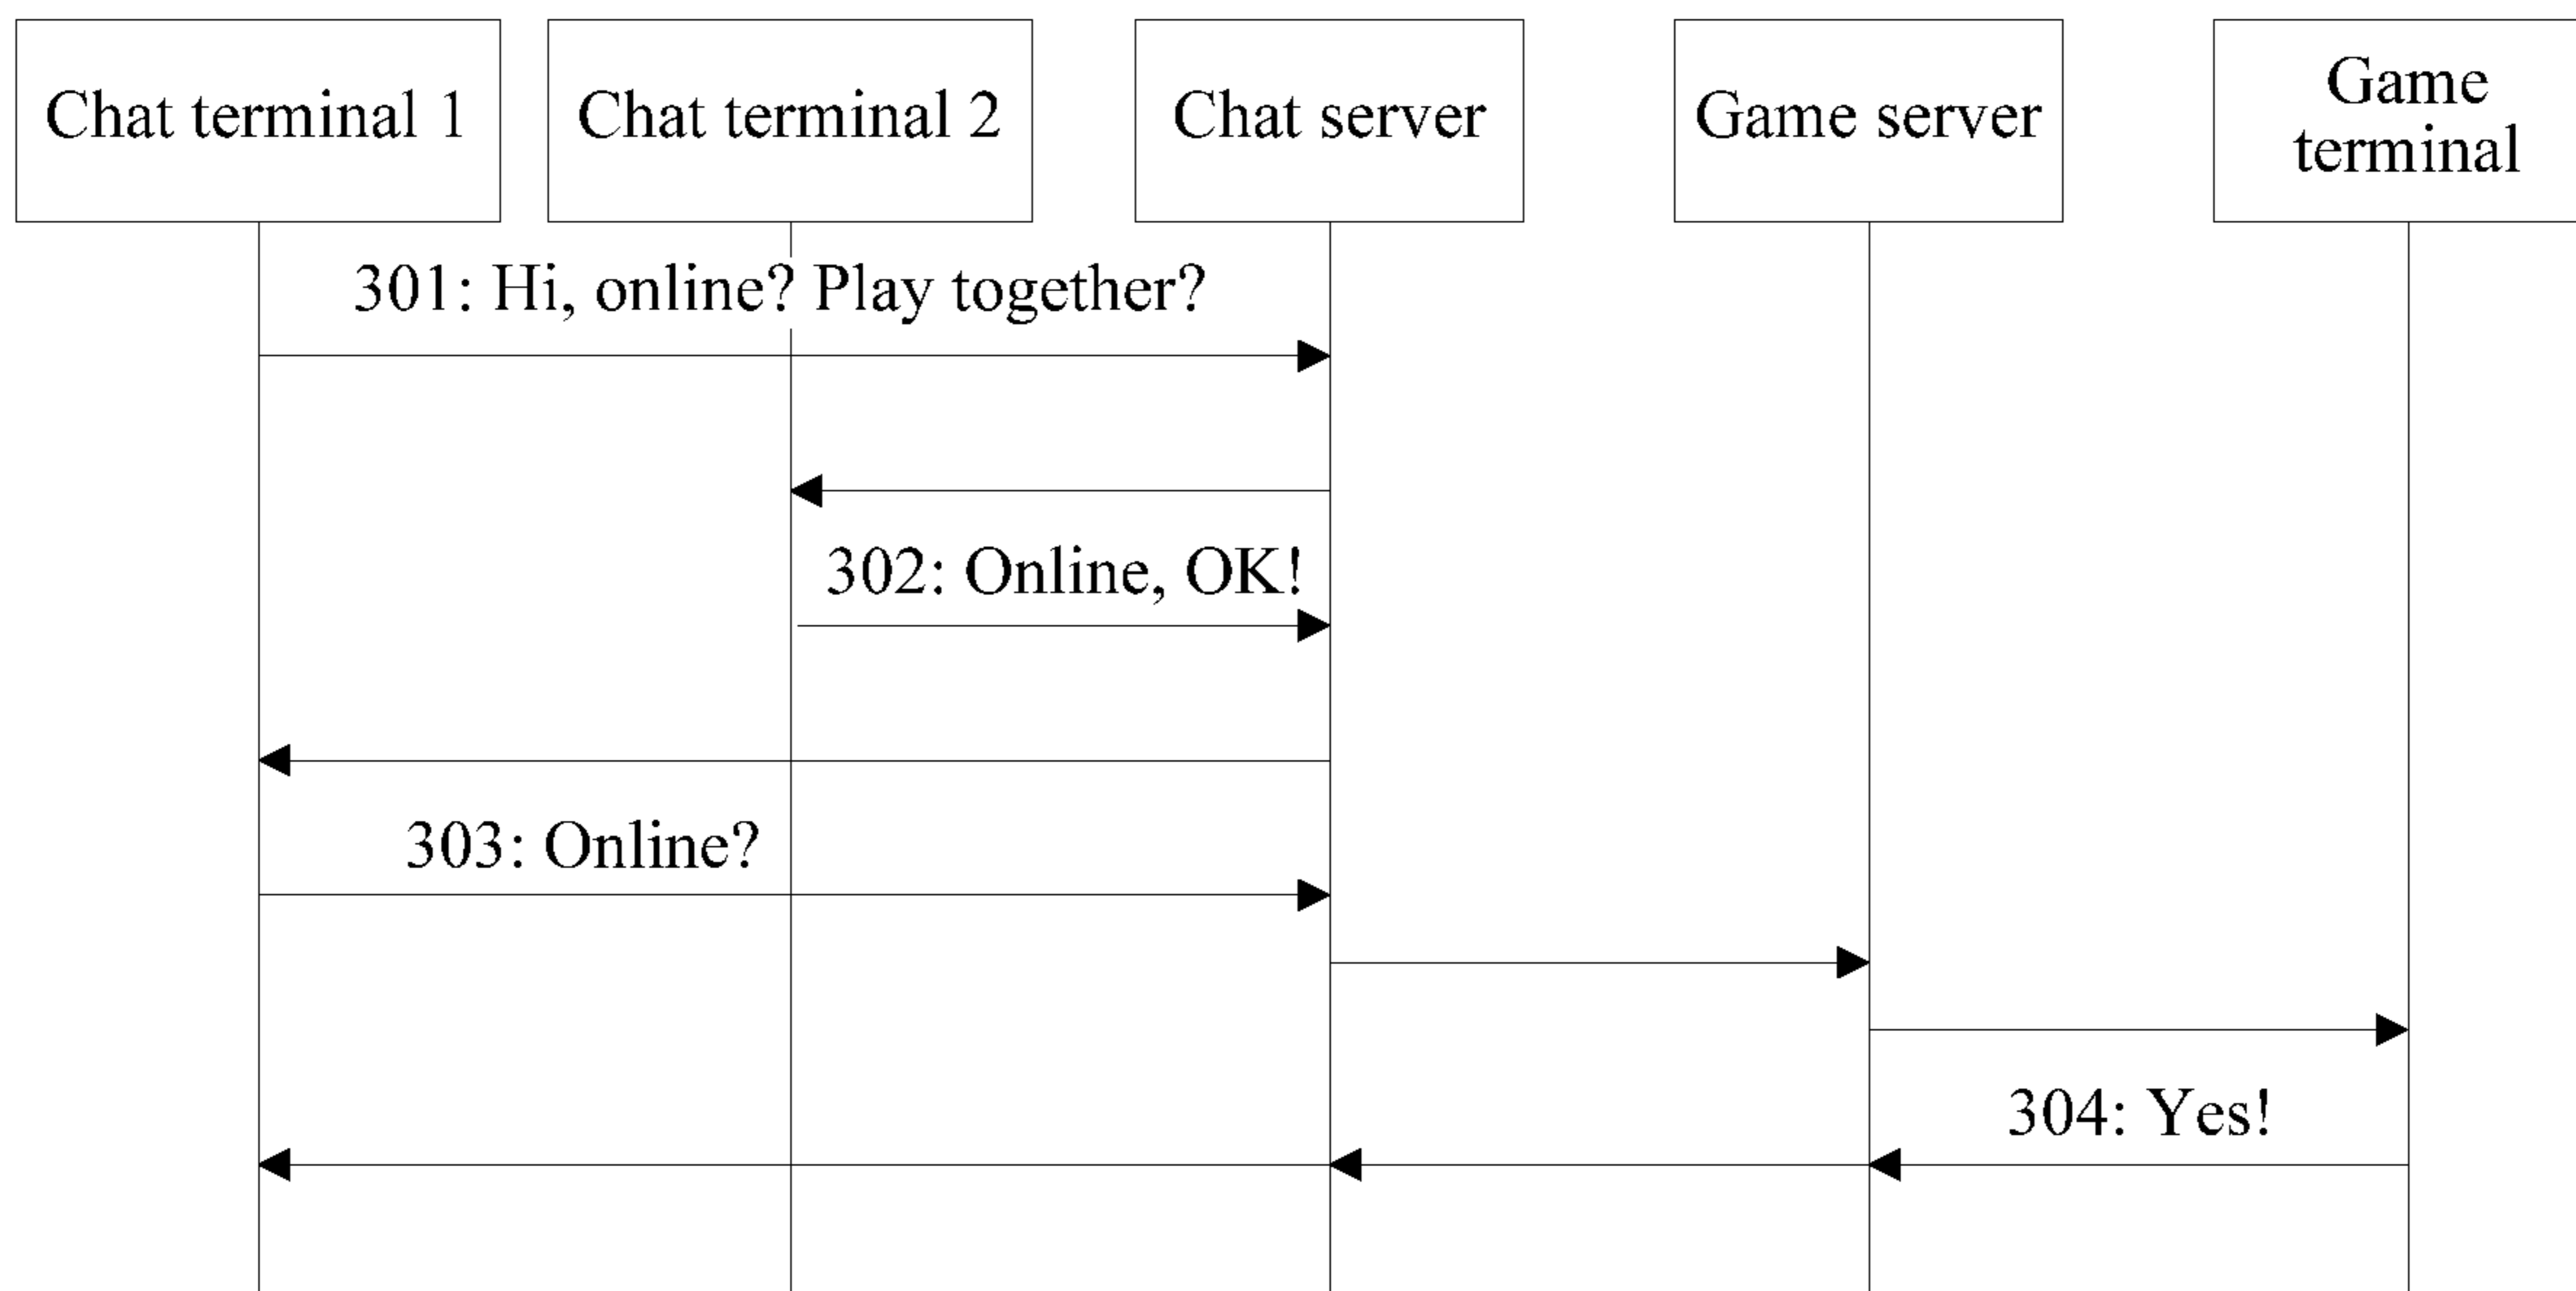 Chat terminal 1
Chat terminal 2
Chat server
Game server
Game
terminal
301: Hi, online? Play together?
302: Online, OK!
303: Online?
304: Yes!